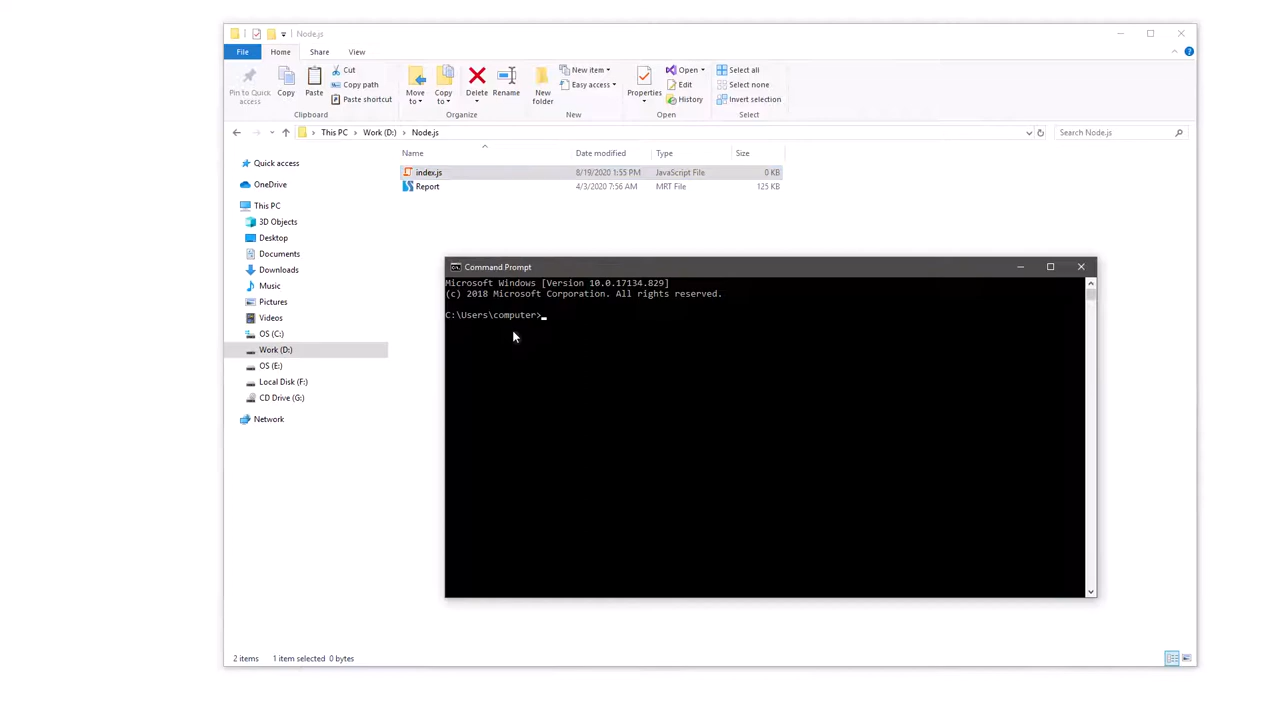 Node.js
File Home Share View
Pin to Quick access
Copy
Paste
Cut
Copy path
Paste shortcut
Clipboard
Move to
Copy to
Delete
Rename
Organize
New folder
New item
Easy access
New
Properties
Open
Edit
History
Open
Select all
Select none
Invert selection
Select
This PC > Work (D:) > Node.js
Search Node.js
Name Date modified Type Size
index.js 8/19/2020 1:55 PM JavaScript File 0 KB
Report 4/3/2020 7:56 AM MRT File 125 KB
Quick access
OneDrive
This PC
3D Objects
Desktop
Documents
Downloads
Music
Pictures
Videos
OS (C:)
Work (D:)
OS (E:)
Local Disk (F:)
CD Drive (G:)
Network
Command Prompt
Microsoft Windows [Version 10.0.17134.829]
(c) 2018 Microsoft Corporation. All rights reserved.
C:\Users\computer>_
2 items 1 item selected 0 bytes